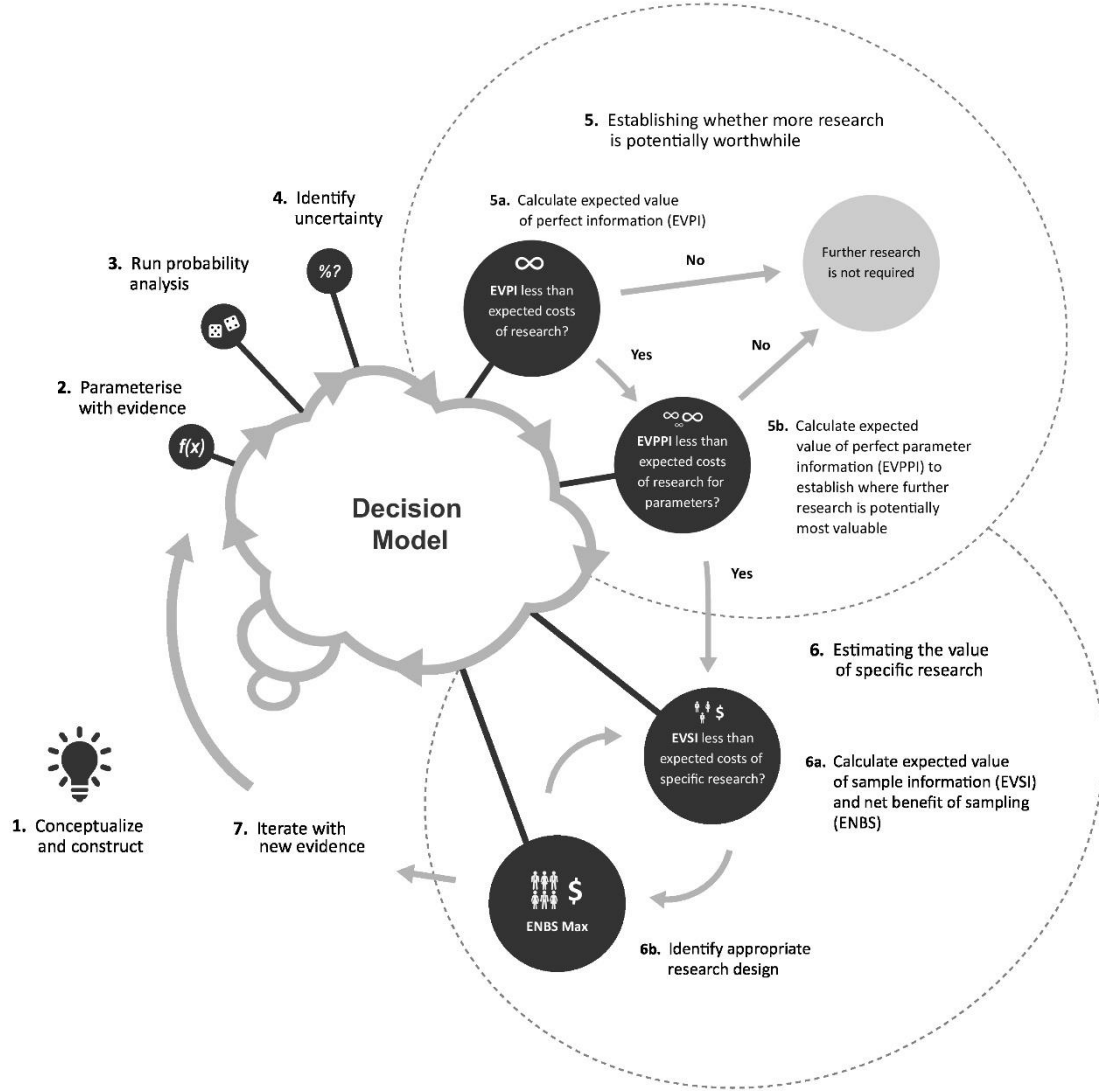 5. Establishing whether more research
is potentially worthwhile
4. Identify
uncertainty
5a. Calculate expected value
of perfect information (EVPI)
3. Run probability
analysis
%?
∞
EVPI less than
expected costs
of research?
No
Further research
is not required
Yes
No
2. Parameterise
with evidence
f(x)
∞∞
∞
EVPPI less than
expected costs
of research for
parameters?
5b. Calculate expected
value of perfect parameter
information (EVPPI) to
establish where further
research is potentially
most valuable
Decision
Model
Yes
6. Estimating the value
of specific research
$
EVSI less than
expected costs of
specific research?
6a. Calculate expected value
of sample information (EVSI)
and net benefit of sampling
(ENBS)
1. Conceptualize
and construct
7. Iterate with
new evidence
$
ENBS Max
6b. Identify appropriate
research design